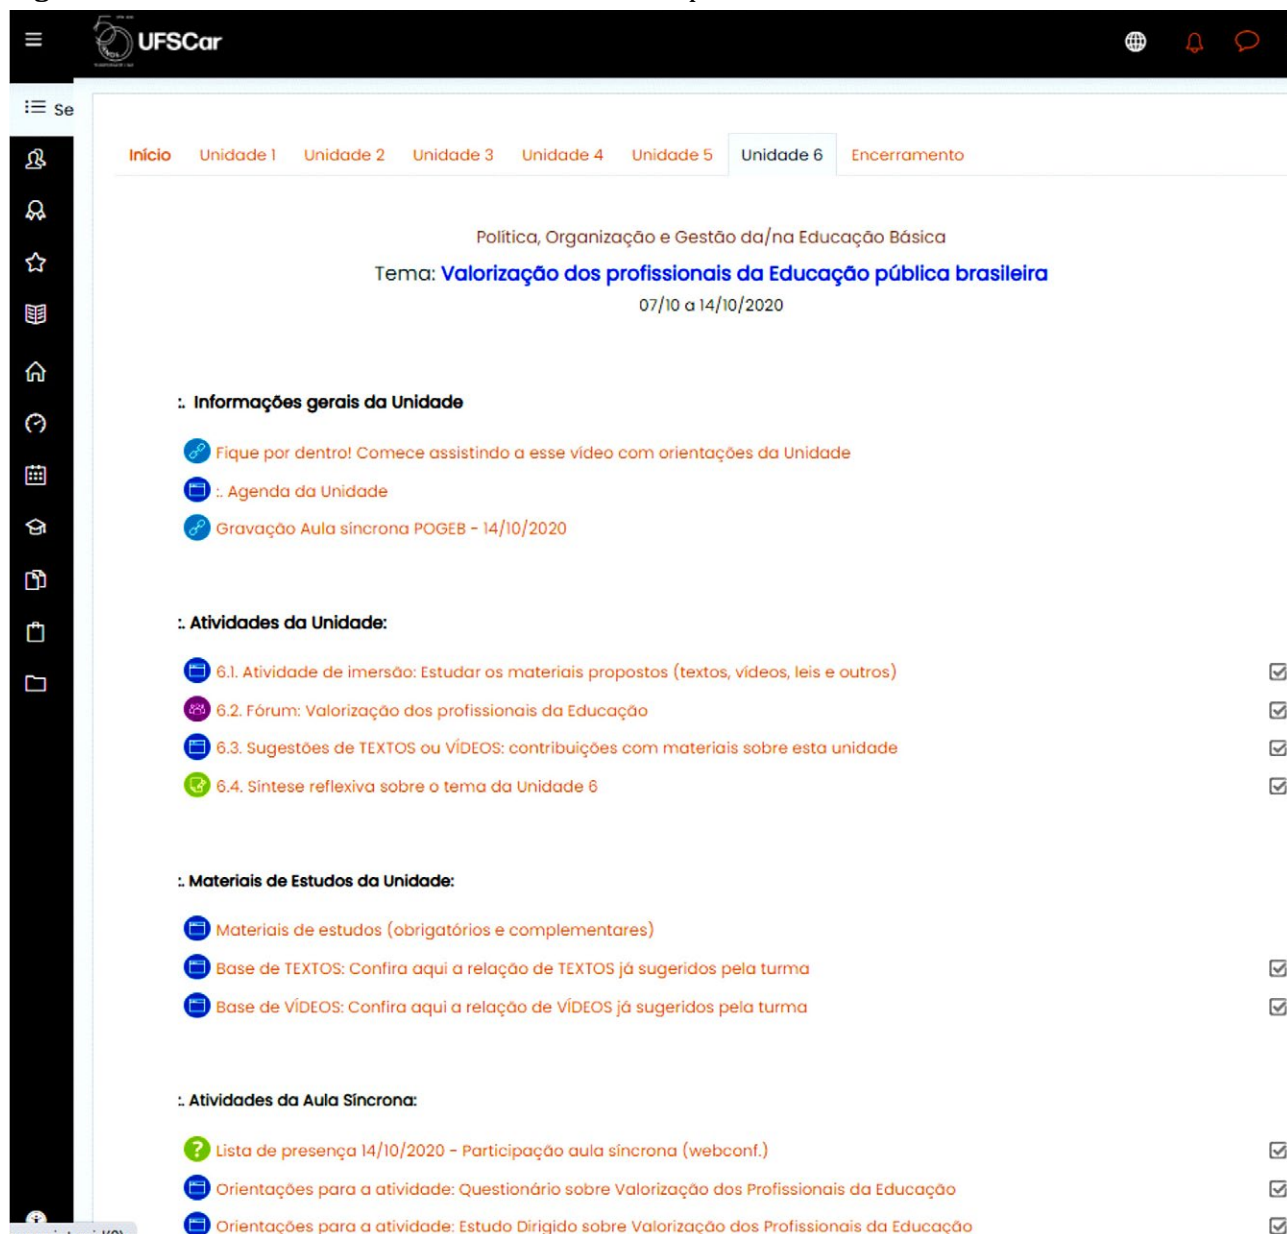 UFSCar
Se
Início Unidade 1 Unidade 2 Unidade 3 Unidade 4 Unidade 5 Unidade 6 Encerramento
Política, Organização e Gestão da/na Educação Básica
Tema: Valorização dos profissionais da Educação pública brasileira
07/10 a 14/10/2020
:. Informações gerais da Unidade
Fique por dentro! Comece assistindo a esse vídeo com orientações da Unidade
:. Agenda da Unidade
Gravação Aula síncrona POGEB - 14/10/2020
:. Atividades da Unidade:
6.1. Atividade de imersão: Estudar os materiais propostos (textos, vídeos, leis e outros)
6.2. Fórum: Valorização dos profissionais da Educação
6.3. Sugestões de TEXTOS ou VÍDEOS: contribuições com materiais sobre esta unidade
6.4. Síntese reflexiva sobre o tema da Unidade 6
:. Materiais de Estudos da Unidade:
Materiais de estudos (obrigatórios e complementares)
Base de TEXTOS: Confira aqui a relação de TEXTOS já sugeridos pela turma
Base de VÍDEOS: Confira aqui a relação de VÍDEOS já sugeridos pela turma
:. Atividades da Aula Síncrona:
Lista de presença 14/10/2020 - Participação aula síncrona (webconf.)
Orientações para a atividade: Questionário sobre Valorização dos Profissionais da Educação
Orientações para a atividade: Estudo Dirigido sobre Valorização dos Profissionais da Educação